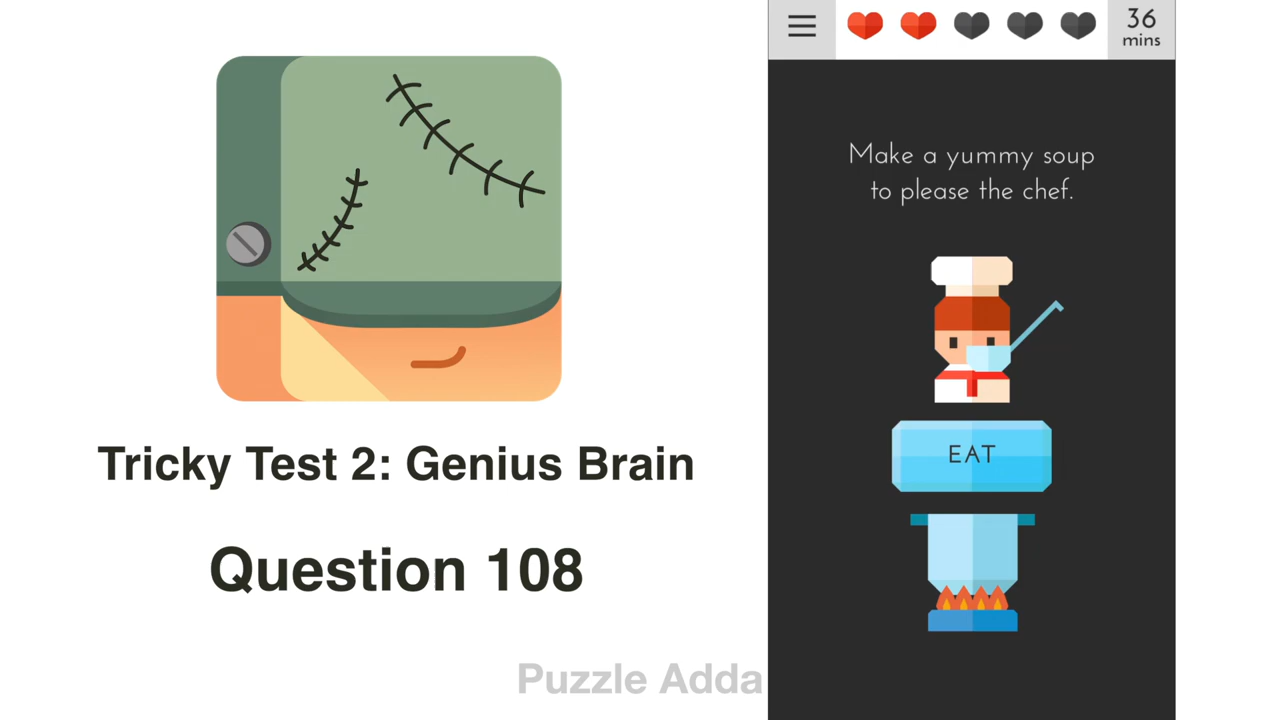 Tricky Test 2: Genius Brain
Question 108
Puzzle Adda
36
mins
Make a yummy soup
to please the chef.
EAT